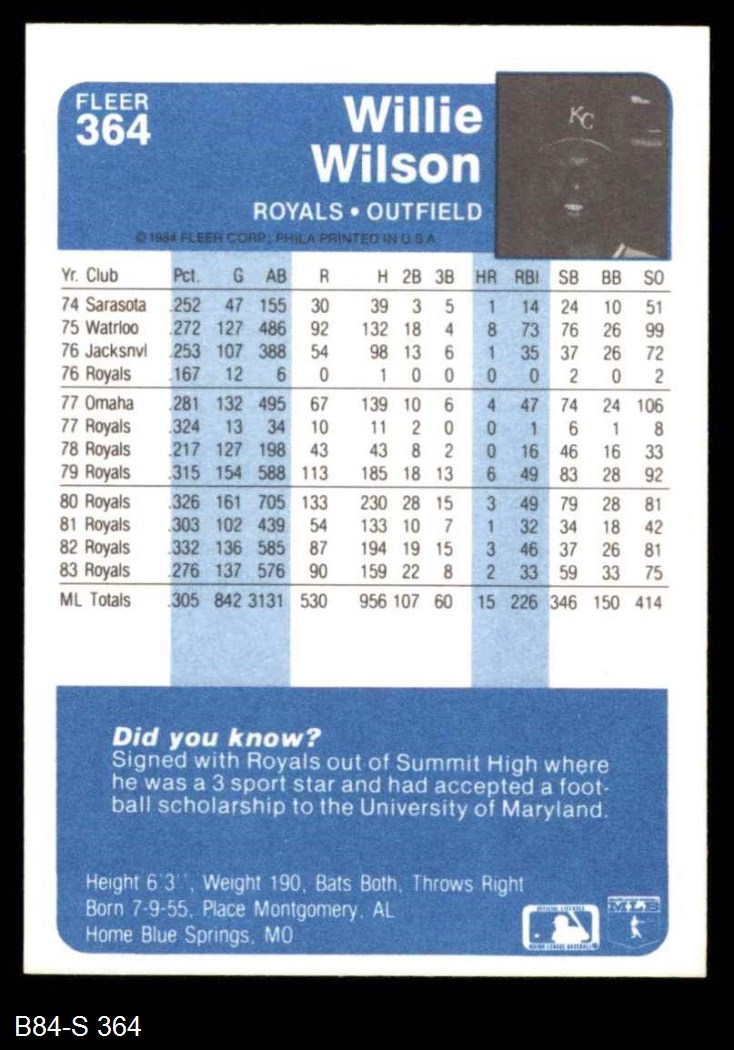 FLEER
364
Willie
Wilson
ROYALS • OUTFIELD
© 1984 FLEER CORP., PHILA PRINTED IN U.S.A.
KC
Yr. Club Pct. G AB R H 2B 3B HR RBI SB BB SO
74 Sarasota .252 47 155 30 39 3 5 1 14 24 10 51
75 Watrloo .272 127 486 92 132 18 4 8 73 76 26 99
76 Jacksnvl .253 107 388 54 98 13 6 1 35 37 26 72
76 Royals .167 12 6 0 1 0 0 0 0 2 0 2
77 Omaha .281 132 495 67 139 10 6 4 47 74 24 106
77 Royals .324 13 34 10 11 2 0 0 1 6 1 8
78 Royals .217 127 198 43 43 8 2 0 16 46 16 33
79 Royals .315 154 588 113 185 18 13 6 49 83 28 92
80 Royals .326 161 705 133 230 28 15 3 49 79 28 81
81 Royals .303 102 439 54 133 10 7 1 32 34 18 42
82 Royals .332 136 585 87 194 19 15 3 46 37 26 81
83 Royals .276 137 576 90 159 22 8 2 33 59 33 75
ML Totals .305 842 3131 530 956 107 60 15 226 346 150 414
Did you know?
Signed with Royals out of Summit High where
he was a 3 sport star and had accepted a foot-
ball scholarship to the University of Maryland.
Height 6'3'', Weight 190, Bats Both, Throws Right
Born 7-9-55, Place Montgomery, AL
Home Blue Springs, MO
MAJOR LEAGUE BASEBALL
B84-S 364